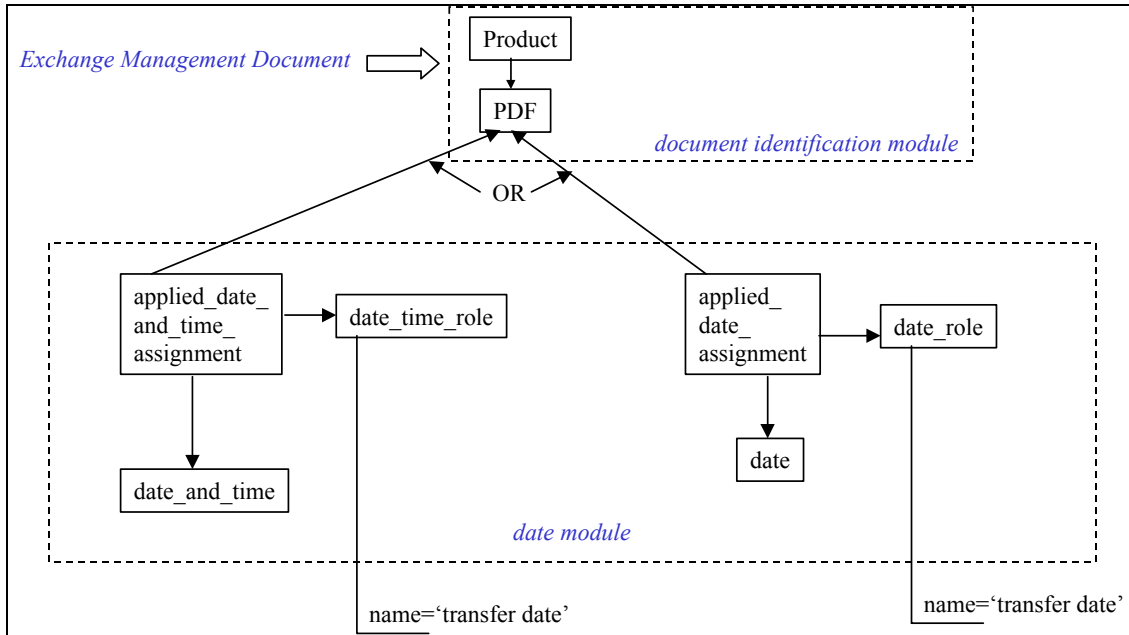 Product
Exchange Management Document
PDF
document identification module
OR
applied_date_
and_time_
assignment
date_time_role
applied_
date_
assignment
date_role
date
date_and_time
date module
name=‘transfer date’
name=‘transfer date’